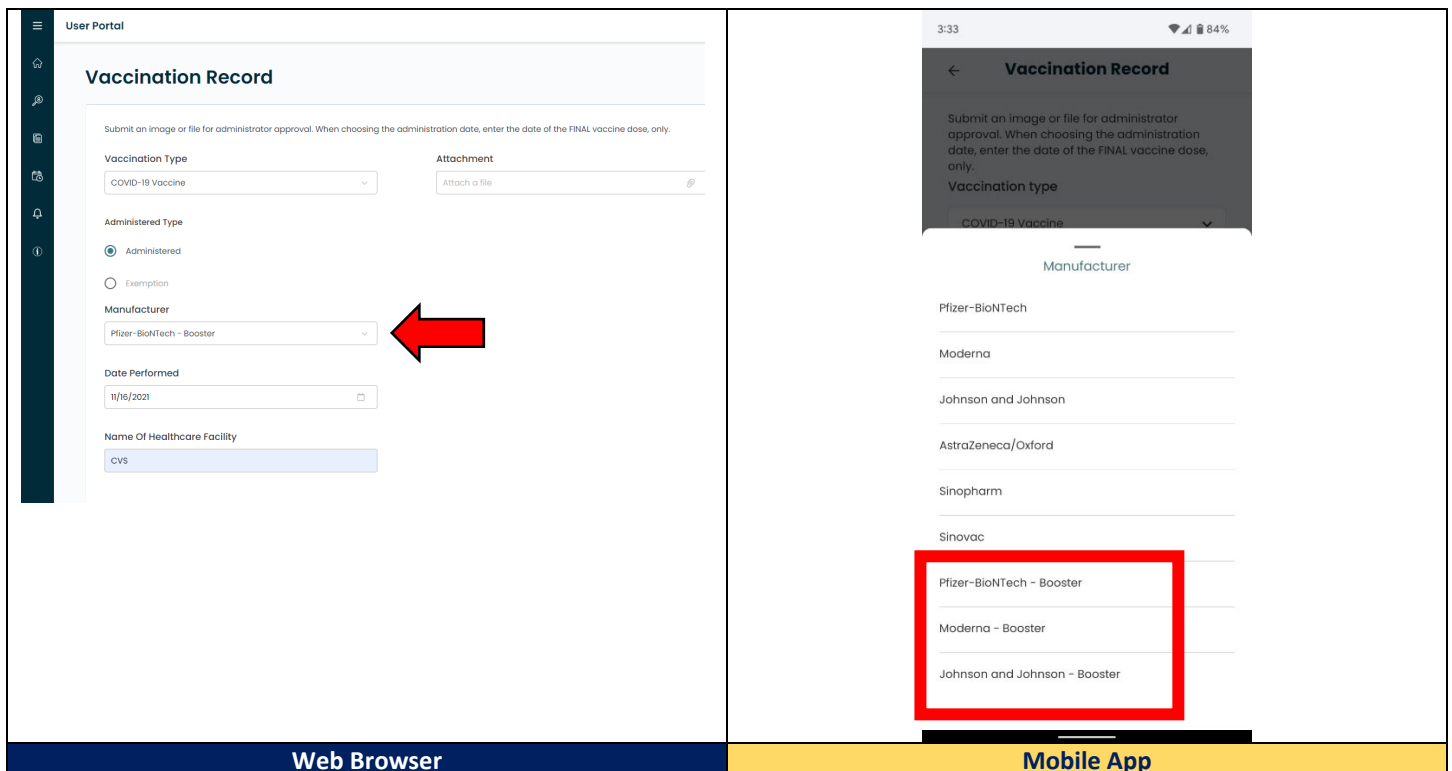 User Portal
Vaccination Record
Submit an image or file for administrator approval. When choosing the administration date, enter the date of the FINAL vaccine dose, only.
Vaccination Type
Attachment
COVID-19 Vaccine
Attach a file
Administered Type
Administered
Exemption
Manufacturer
Pfizer-BioNTech - Booster
Date Performed
11/16/2021
Name Of Healthcare Facility
CVS
Web Browser
3:33
84%
Vaccination Record
Submit an image or file for administrator
approval. When choosing the administration
date, enter the date of the FINAL vaccine dose,
only.
Vaccination type
COVID-19 Vaccine
Manufacturer
Pfizer-BioNTech
Moderna
Johnson and Johnson
AstraZeneca/Oxford
Sinopharm
Sinovac
Pfizer-BioNTech - Booster
Moderna - Booster
Johnson and Johnson - Booster
Mobile App